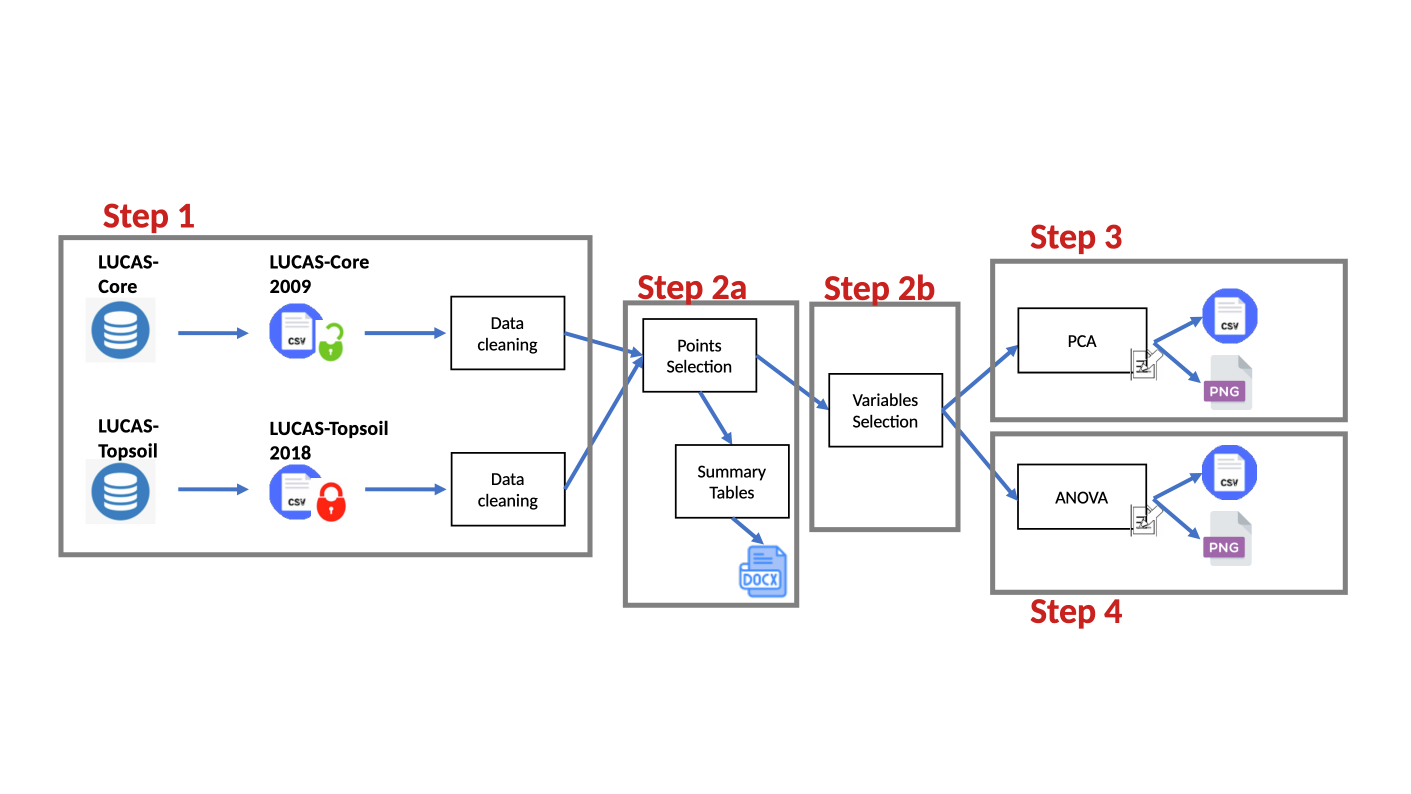 Step 1
LUCAS-
Core
LUCAS-Core
2009
CSV
Data
cleaning
LUCAS-
Topsoil
LUCAS-Topsoil
2018
CSV
Data
cleaning
Step 2a
Points
Selection
Summary
Tables
DOCX
Step 2b
Variables
Selection
Step 3
PCA
CSV
PNG
ANOVA
CSV
PNG
Step 4